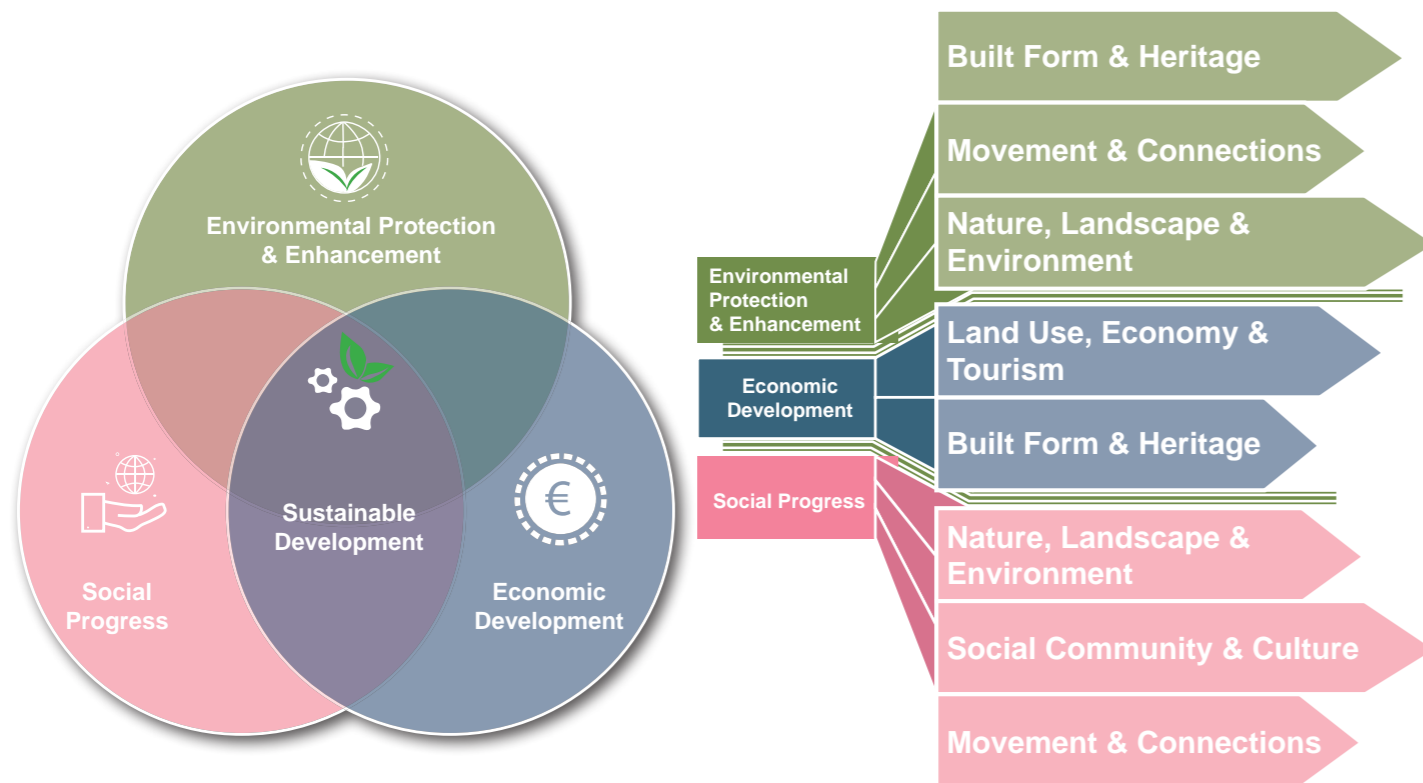 Environmental Protection
& Enhancement
Sustainable
Development
Social
Progress
Economic
Development
€
Environmental
Protection
& Enhancement
Economic
Development
Social Progress
Built Form & Heritage
Movement & Connections
Nature, Landscape &
Environment
Land Use, Economy &
Tourism
Built Form & Heritage
Nature, Landscape &
Environment
Social Community & Culture
Movement & Connections